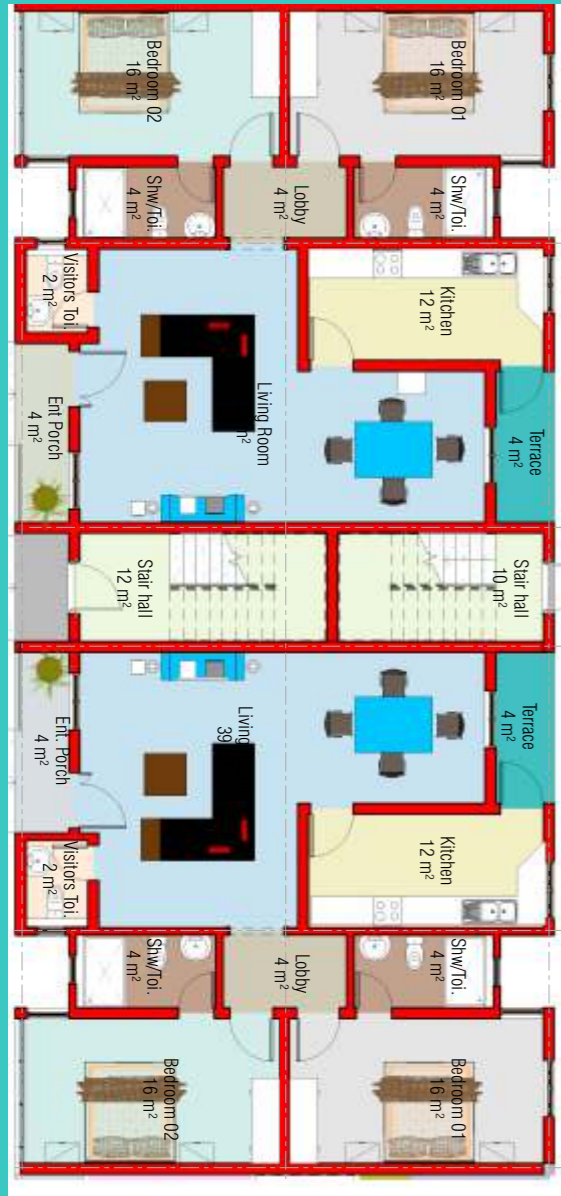 Bedroom 02
16 m²
Bedroom 01
16 m²
Shw/Toi.
4 m²
Lobby
4 m²
Shw/Toi.
4 m²
Visitors Toi.
2 m²
Kitchen
12 m²
Ent Porch
4 m²
Living Room
m²
Terrace
4 m²
Stair hall
12 m²
Stair hall
10 m²
Ent. Porch
4 m²
Living
39
Terrace
4 m²
Visitors Toi.
2 m²
Kitchen
12 m²
Shw/Toi.
4 m²
Lobby
4 m²
Shw/Toi.
4 m²
Bedroom 02
16 m²
Bedroom 01
16 m²